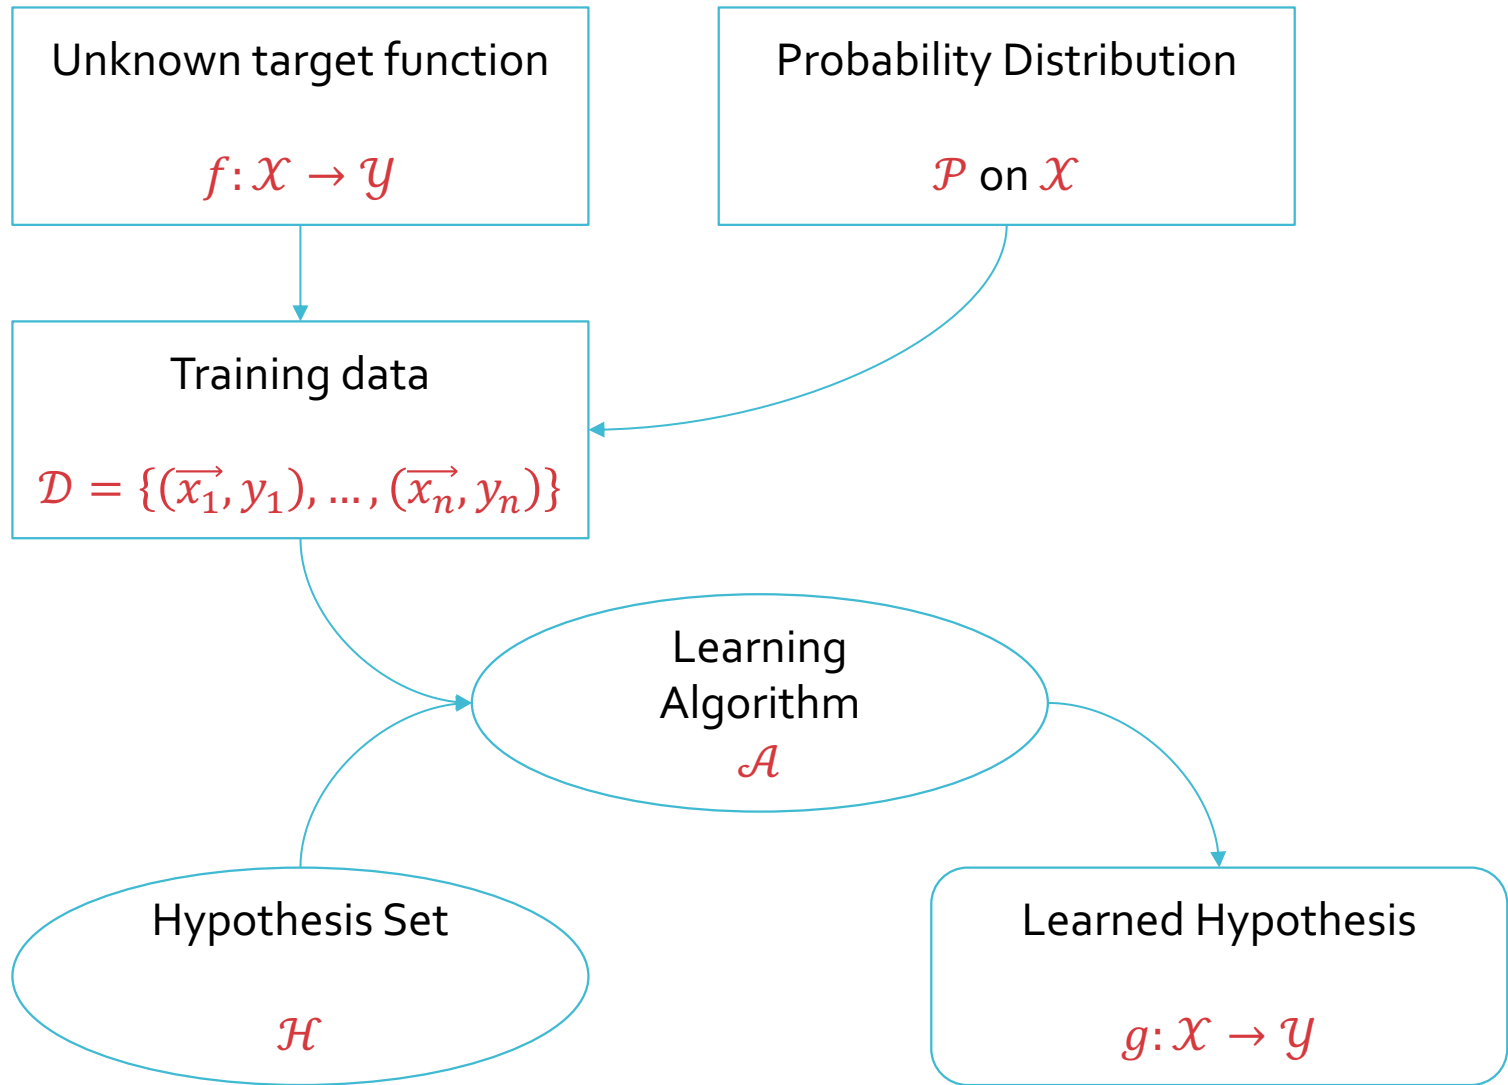 Unknown target function
𝑓: 𝒳 → 𝒴
Probability Distribution
𝒫 on 𝒳
Training data
𝒟 = {(𝑥₁⃗, 𝑦₁), … , (𝑥ₙ⃗, 𝑦ₙ)}
Learning
Algorithm
𝒜
Hypothesis Set
ℋ
Learned Hypothesis
𝑔: 𝒳 → 𝒴